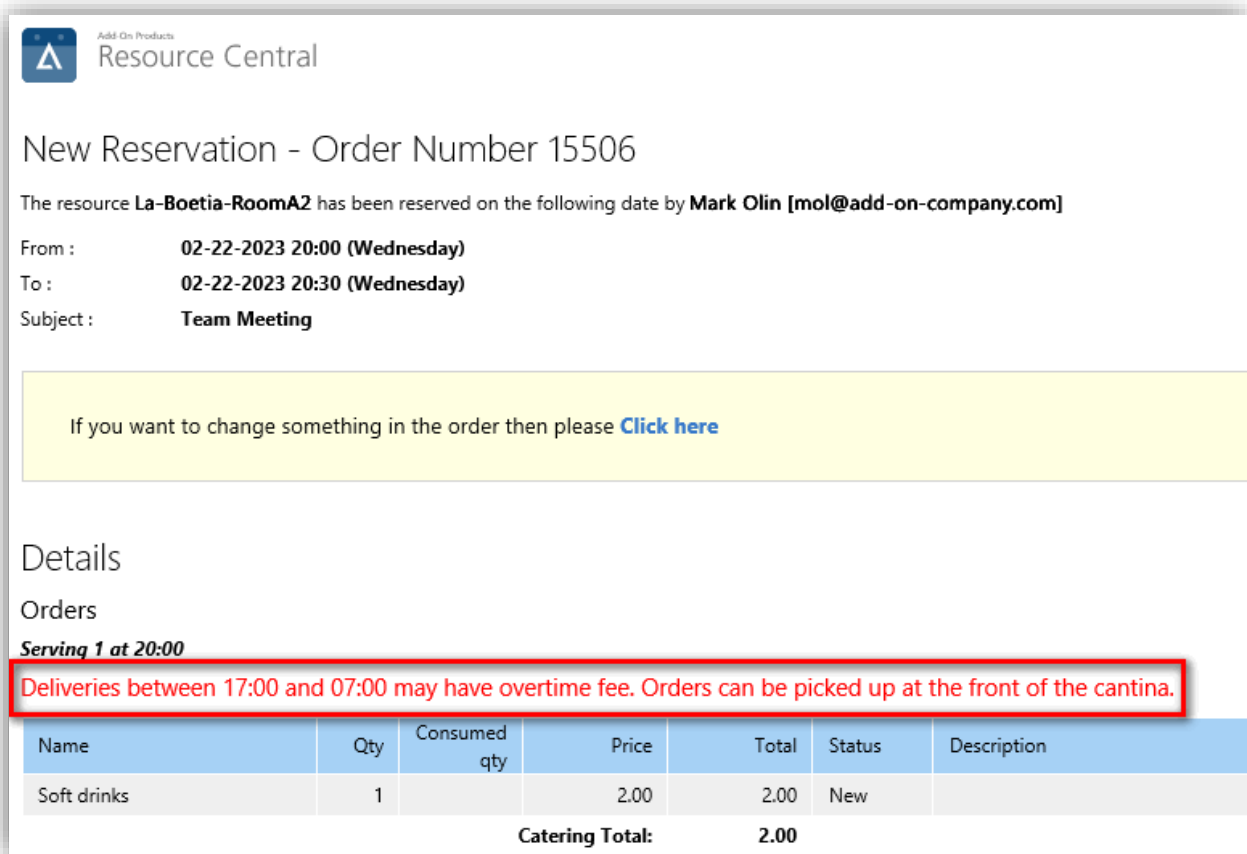 Add-On Products
Resource Central
New Reservation - Order Number 15506
The resource La-Boetia-RoomA2 has been reserved on the following date by Mark Olin [mol@add-on-company.com]
From : 02-22-2023 20:00 (Wednesday)
To : 02-22-2023 20:30 (Wednesday)
Subject : Team Meeting
If you want to change something in the order then please Click here
Details
Orders
Serving 1 at 20:00
Deliveries between 17:00 and 07:00 may have overtime fee. Orders can be picked up at the front of the cantina.
Name Qty Consumed qty Price Total Status Description
Soft drinks 1 2.00 2.00 New
Catering Total: 2.00